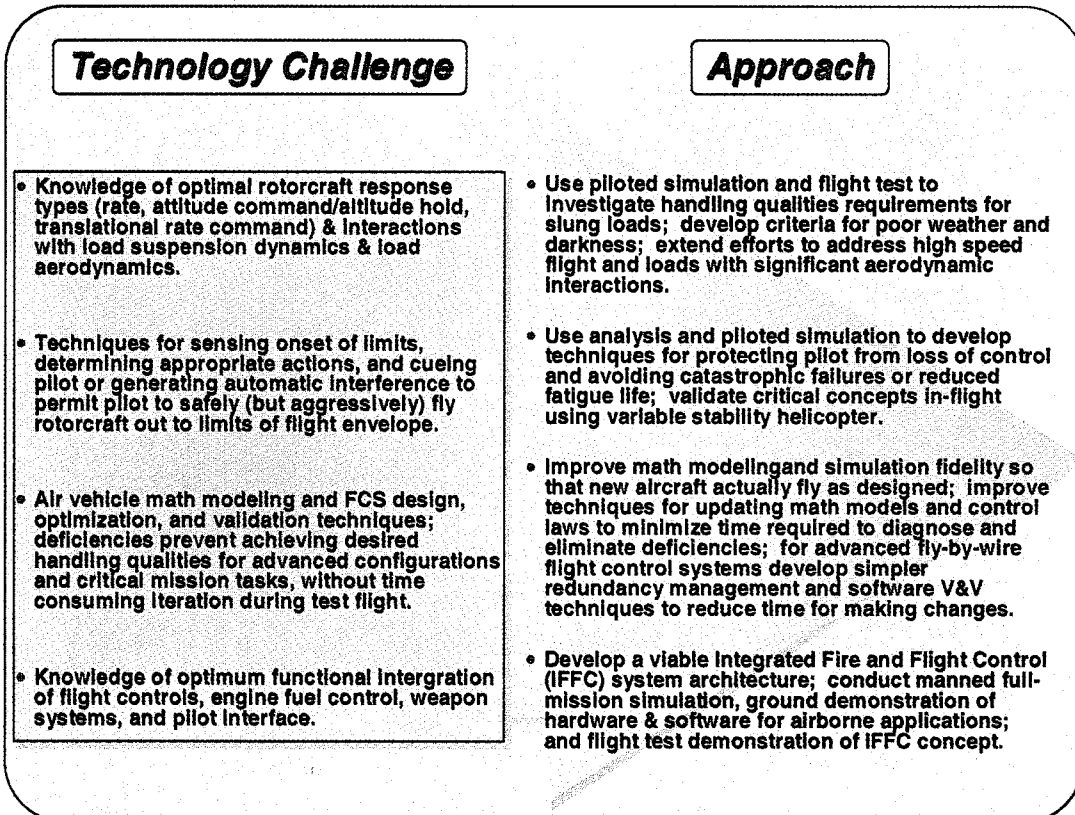 Technology Challenge
• Knowledge of optimal rotorcraft response
types (rate, attitude command/altitude hold,
translational rate command) & interactions
with load suspension dynamics & load
aerodynamics.
• Techniques for sensing onset of limits,
determining appropriate actions, and cueing
pilot or generating automatic interference to
permit pilot to safely (but aggressively) fly
rotorcraft out to limits of flight envelope.
• Air vehicle math modeling and FCS design,
optimization, and validation techniques;
deficiencies prevent achieving desired
handling qualities for advanced configurations
and critical mission tasks, without time
consuming iteration during test flight.
• Knowledge of optimum functional intergration
of flight controls, engine fuel control, weapon
systems, and pilot interface.
Approach
• Use piloted simulation and flight test to
investigate handling qualities requirements for
slung loads; develop criteria for poor weather and
darkness; extend efforts to address high speed
flight and loads with significant aerodynamic
interactions.
• Use analysis and piloted simulation to develop
techniques for protecting pilot from loss of control
and avoiding catastrophic failures or reduced
fatigue life; validate critical concepts in-flight
using variable stability helicopter.
• Improve math modelingand simulation fidelity so
that new aircraft actually fly as designed; improve
techniques for updating math models and control
laws to minimize time required to diagnose and
eliminate deficiencies; for advanced fly-by-wire
flight control systems develop simpler
redundancy management and software V&V
techniques to reduce time for making changes.
• Develop a viable Integrated Fire and Flight Control
(IFFC) system architecture; conduct manned full-
mission simulation, ground demonstration of
hardware & software for airborne applications;
and flight test demonstration of IFFC concept.